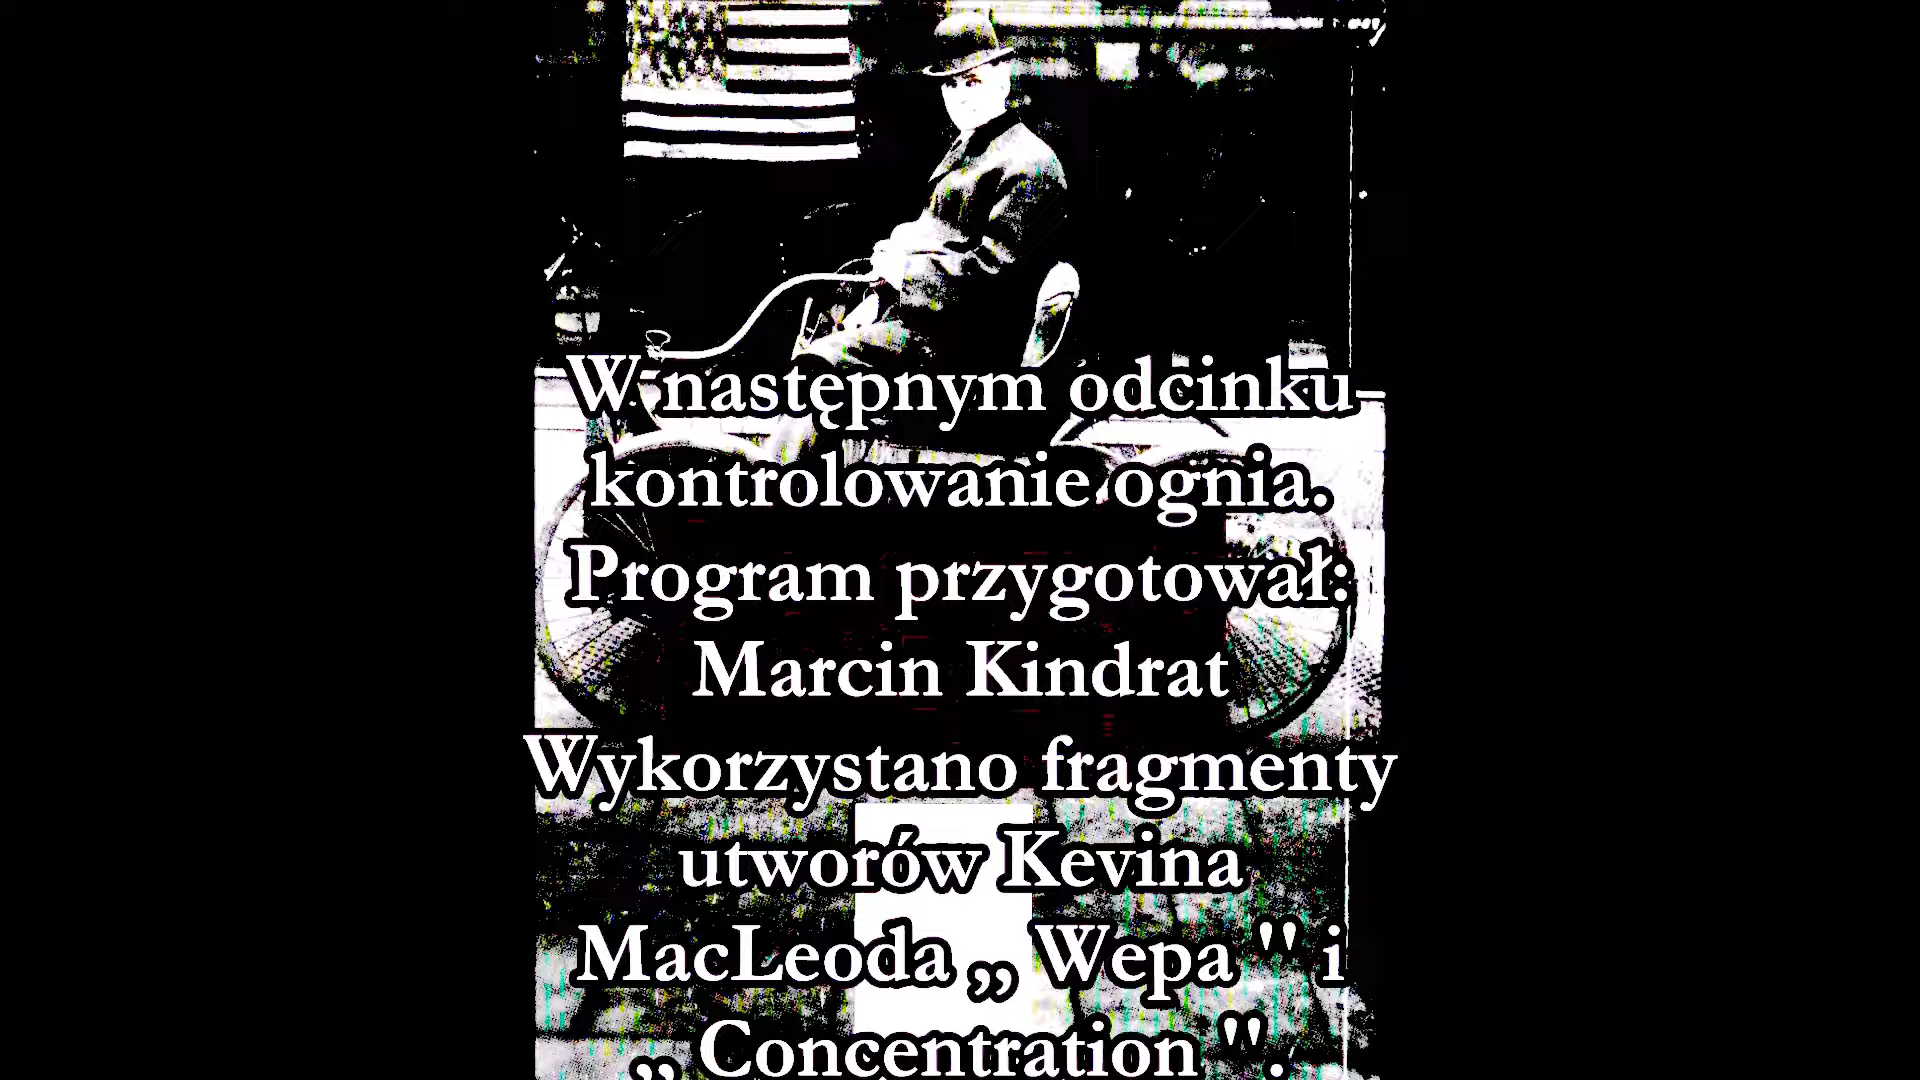 W następnym odcinku
kontrolowanie ognia.
Program przygotował:
Marcin Kindrat
Wykorzystano fragmenty
utworów Kevina
MacLeoda ,, Wepa " i
,, Concentration ".